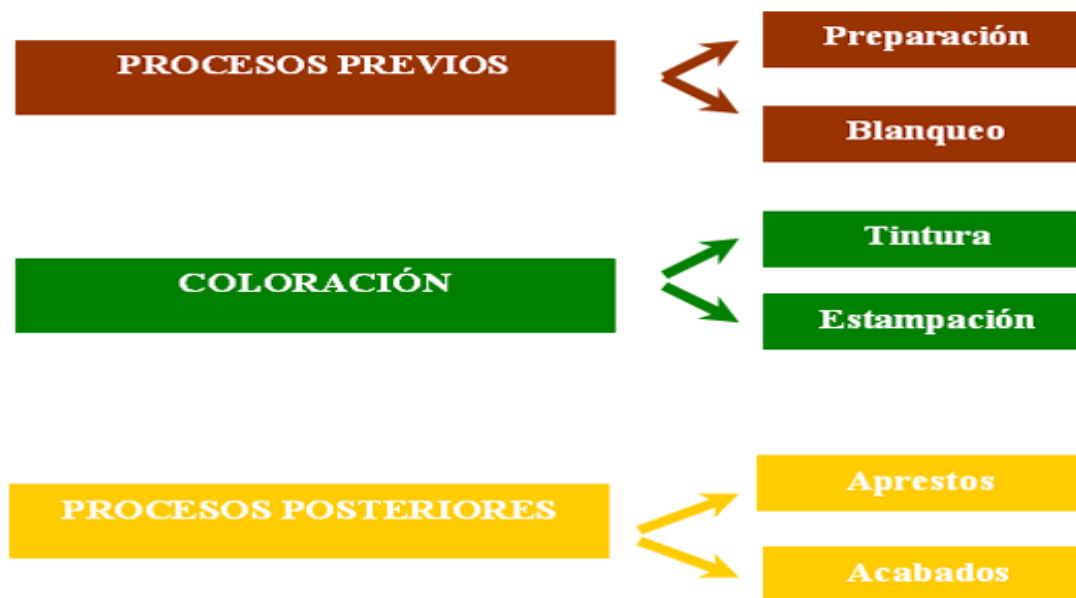 PROCESOS PREVIOS
Preparación
Blanqueo
COLORACIÓN
Tintura
Estampación
PROCESOS POSTERIORES
Aprestos
Acabados